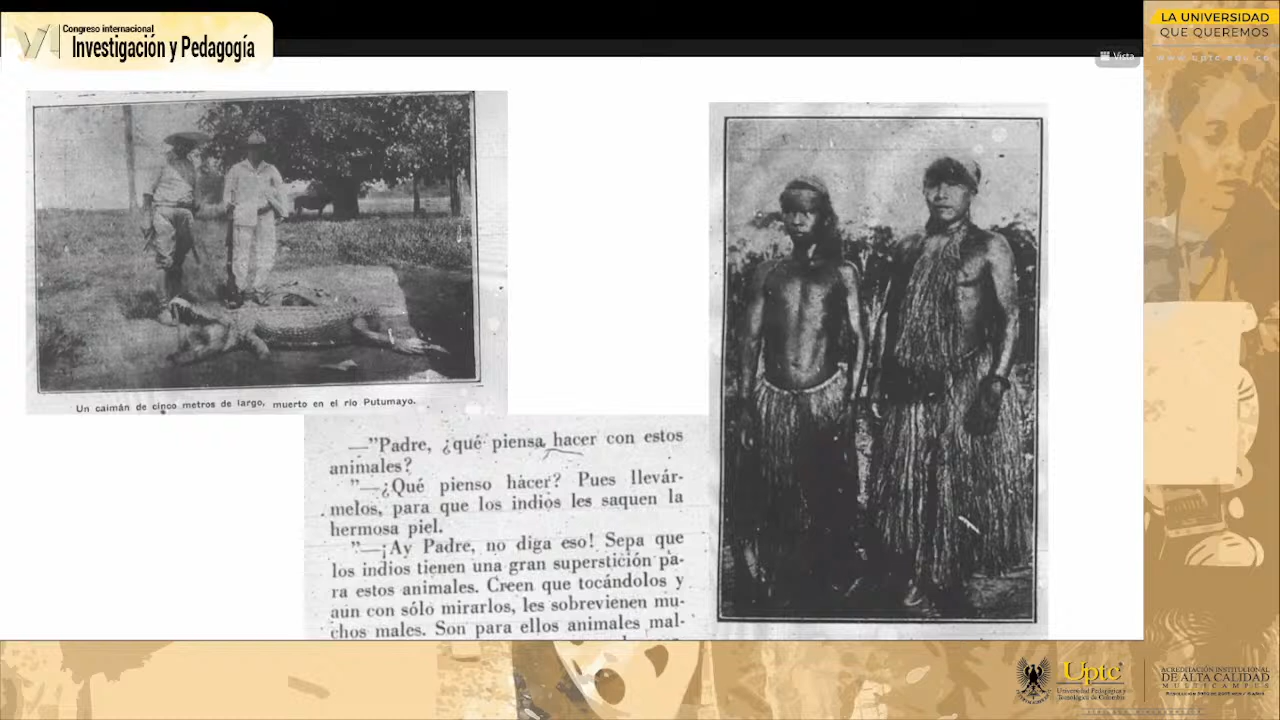 Congreso internacional
Investigación y Pedagogía
Vista
LA UNIVERSIDAD
QUE QUEREMOS
www.uptc.edu.co
Un caimán de cinco metros de largo, muerto en el río Putumayo.
—"Padre, ¿qué piensa hacer con estos
animales?
"—¿Qué pienso hacer? Pues llevár-
melos, para que los indios les saquen la
hermosa piel.
"—¡Ay Padre, no diga eso! Sepa que
los indios tienen una gran superstición pa-
ra estos animales. Creen que tocándolos y
aún con sólo mirarlos, les sobrevienen mu-
chos males. Son para ellos animales mal-
Uptc
Universidad Pedagógica y
Tecnológica de Colombia
ACREDITACIÓN INSTITUCIONAL
DE ALTA CALIDAD
MULTICAMPUS